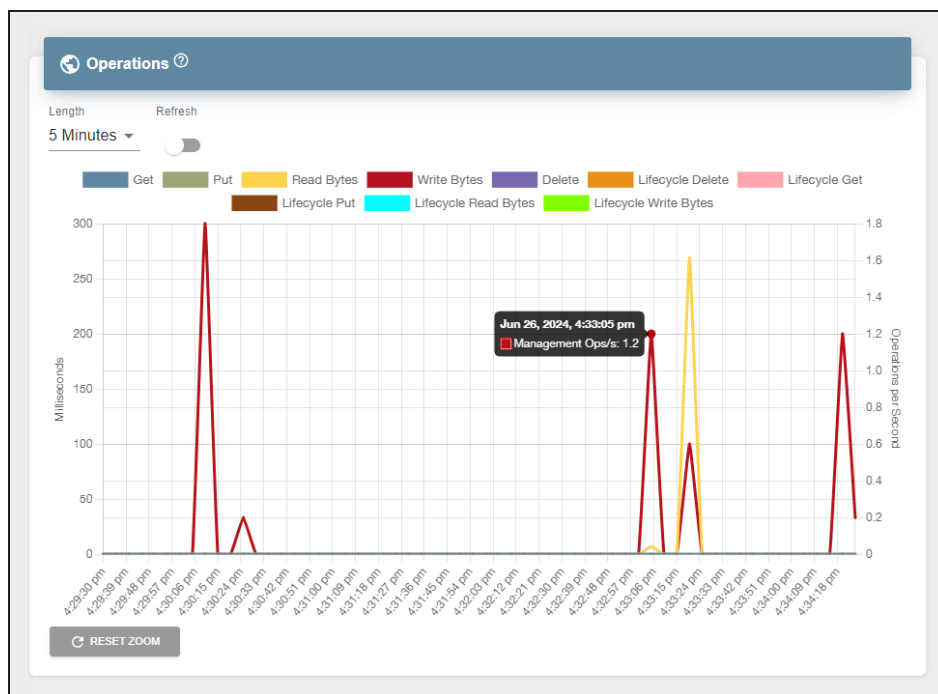 Operations ?
Length Refresh
5 Minutes
Get Put Read Bytes Write Bytes Delete Lifecycle Delete Lifecycle Get
Lifecycle Put Lifecycle Read Bytes Lifecycle Write Bytes
300 1.8
1.6
250
1.4
Jun 26, 2024, 4:33:05 pm
200 1.2
Management Ops/s: 1.2
Milliseconds
Operations per Second
150
1.0
0.8
100 0.6
0.4
50
0.2
0 0
4:29:30 pm
4:29:39 pm
4:29:48 pm
4:29:57 pm
4:30:06 pm
4:30:15 pm
4:30:24 pm
4:30:33 pm
4:30:42 pm
4:30:51 pm
4:31:00 pm
4:31:09 pm
4:31:18 pm
4:31:27 pm
4:31:36 pm
4:31:45 pm
4:31:54 pm
4:32:03 pm
4:32:12 pm
4:32:21 pm
4:32:30 pm
4:32:39 pm
4:32:48 pm
4:32:57 pm
4:33:06 pm
4:33:15 pm
4:33:24 pm
4:33:42 pm
4:33:51 pm
4:34:00 pm
4:34:09 pm
4:34:18 pm
RESET ZOOM